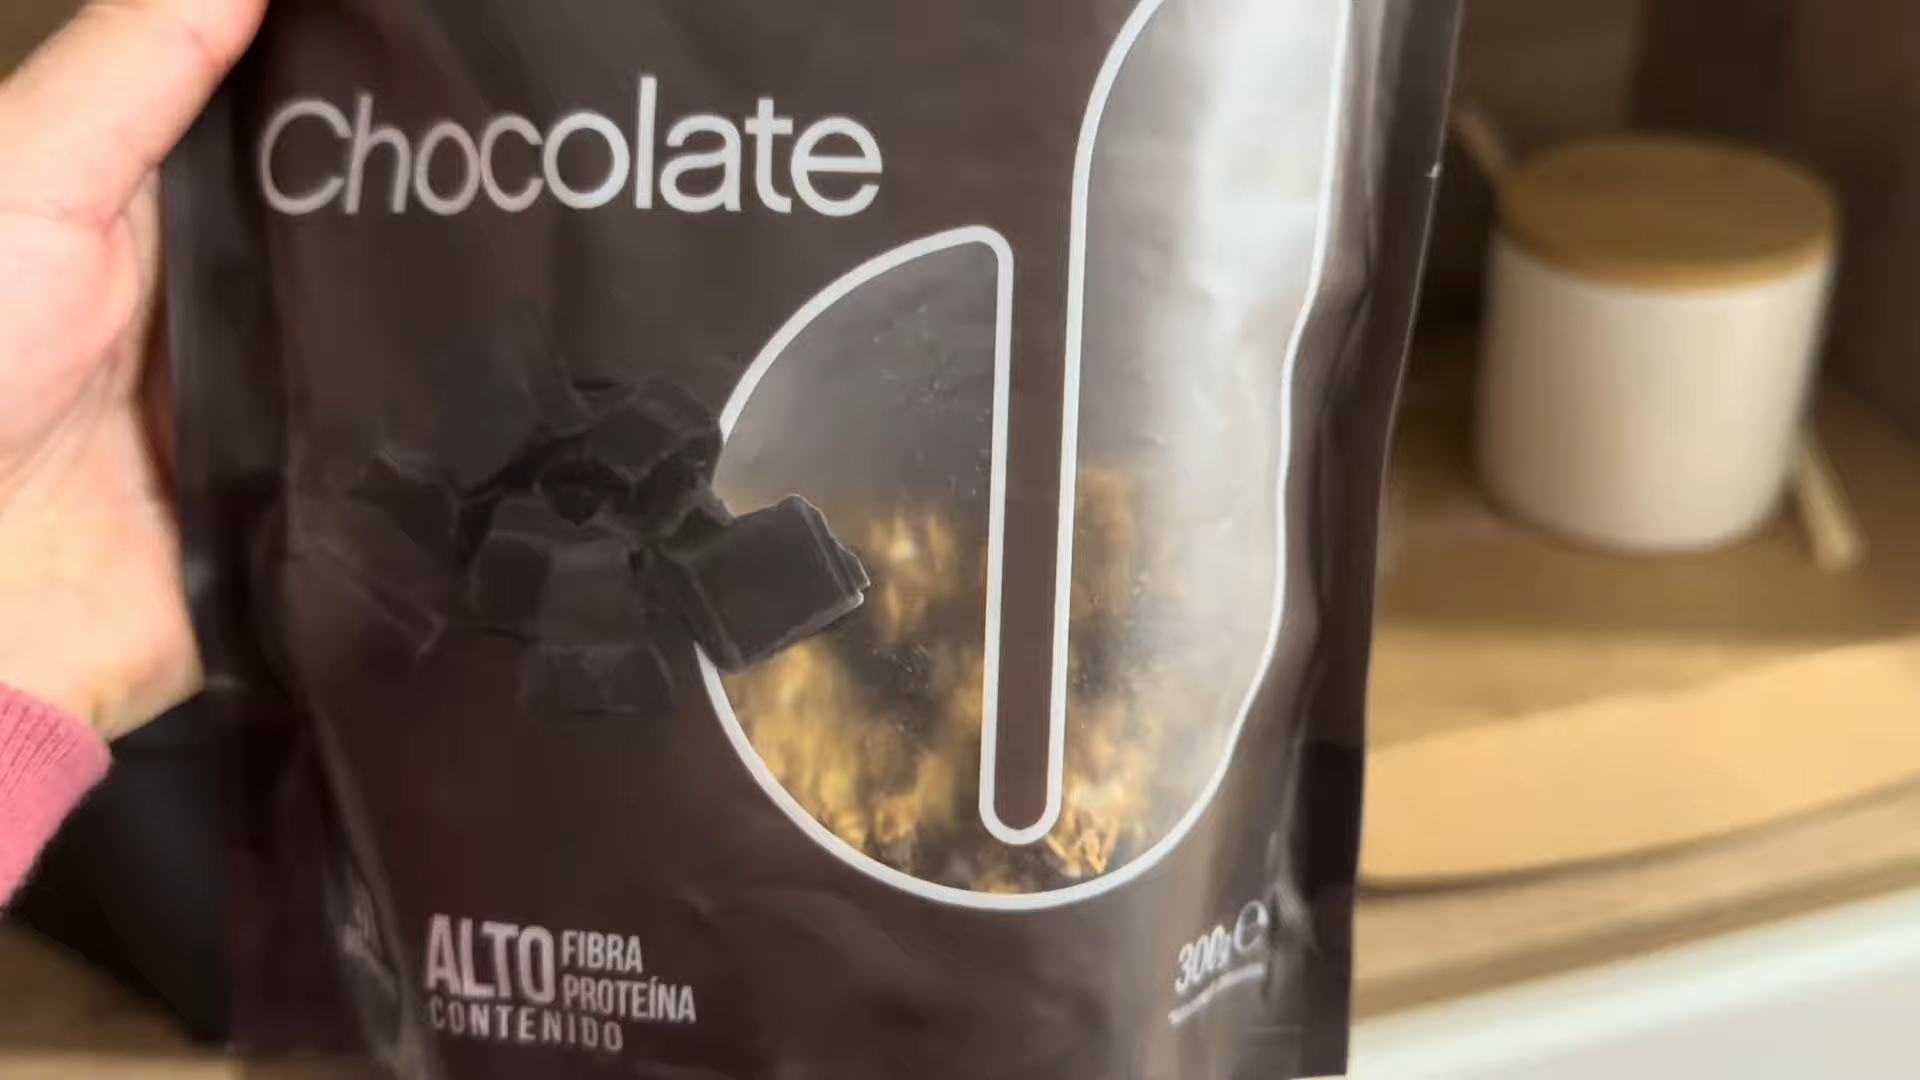 Chocolate
ALTO FIBRA
PROTEÍNA
CONTENIDO
300g e